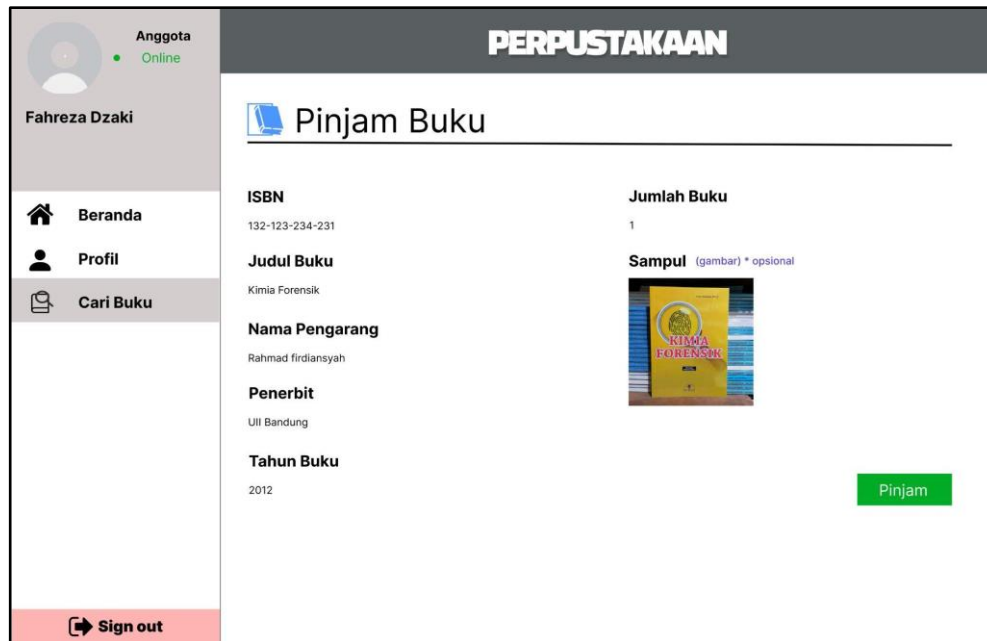 Anggota
Online
Fahreza Dzaki
Beranda
Profil
Cari Buku
Sign out
PERPUSTAKAAN
Pinjam Buku
ISBN
132-123-234-231
Judul Buku
Kimia Forensik
Nama Pengarang
Rahmad firdiansyah
Penerbit
UII Bandung
Tahun Buku
2012
Jumlah Buku
1
Sampul (gambar) * opsional
KIMIA
FORENSIK
Pinjam